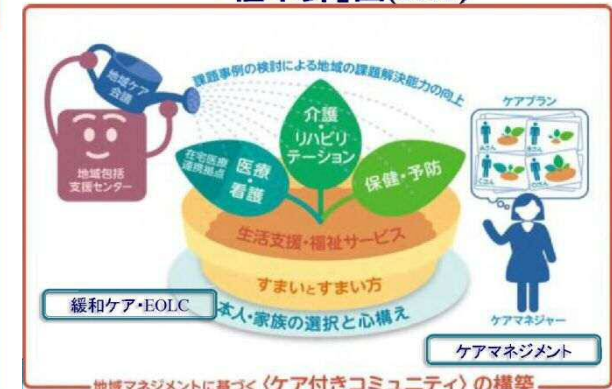 地域ケア
会議
課題事例の検討による地域の課題解決能力の向上
ケアプラン
地域包括
支援センター
在宅医療
連携拠点
医療・
看護
介護
・
リハビリ
テーション
保健・予防
生活支援・福祉サービス
すまいとすまい方
本人・家族の選択と心構え
緩和ケア・EOLC
ケアマネジャー
ケアマネジメント
地域マネジメントに基づく〈ケア付きコミュニティ〉の構築